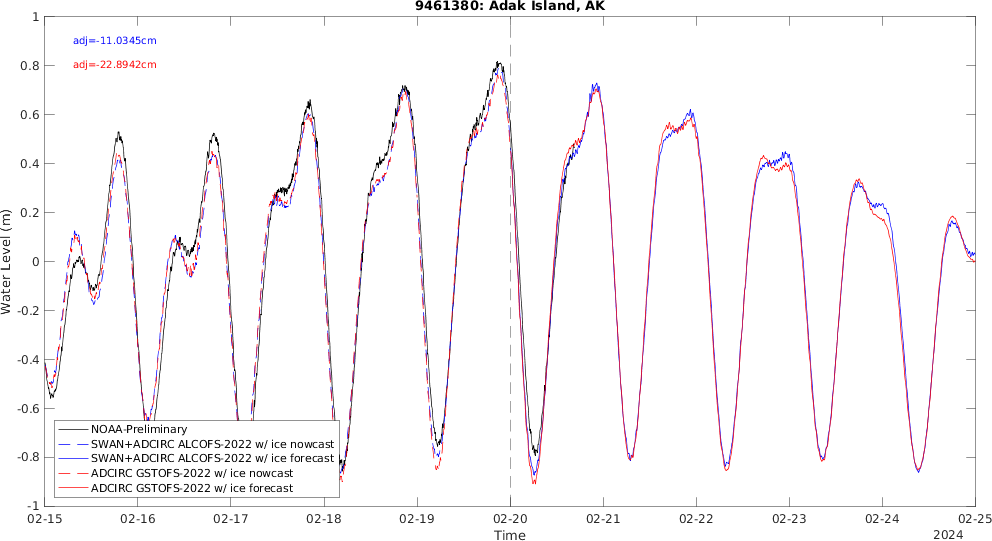 9461380: Adak Island, AK
1
adj=-11.0345cm
0.8
adj=-22.8942cm
0.6
0.4
0.2
0
-0.2
-0.4
-0.6
-0.8
-1
Water Level (m)
NOAA-Preliminary
SWAN+ADCIRC ALCOFS-2022 w/ ice nowcast
SWAN+ADCIRC ALCOFS-2022 w/ ice forecast
ADCIRC GSTOFS-2022 w/ ice nowcast
ADCIRC GSTOFS-2022 w/ ice forecast
02-15 02-16 02-17 02-18 02-19 02-20 02-21 02-22 02-23 02-24 02-25
Time
2024